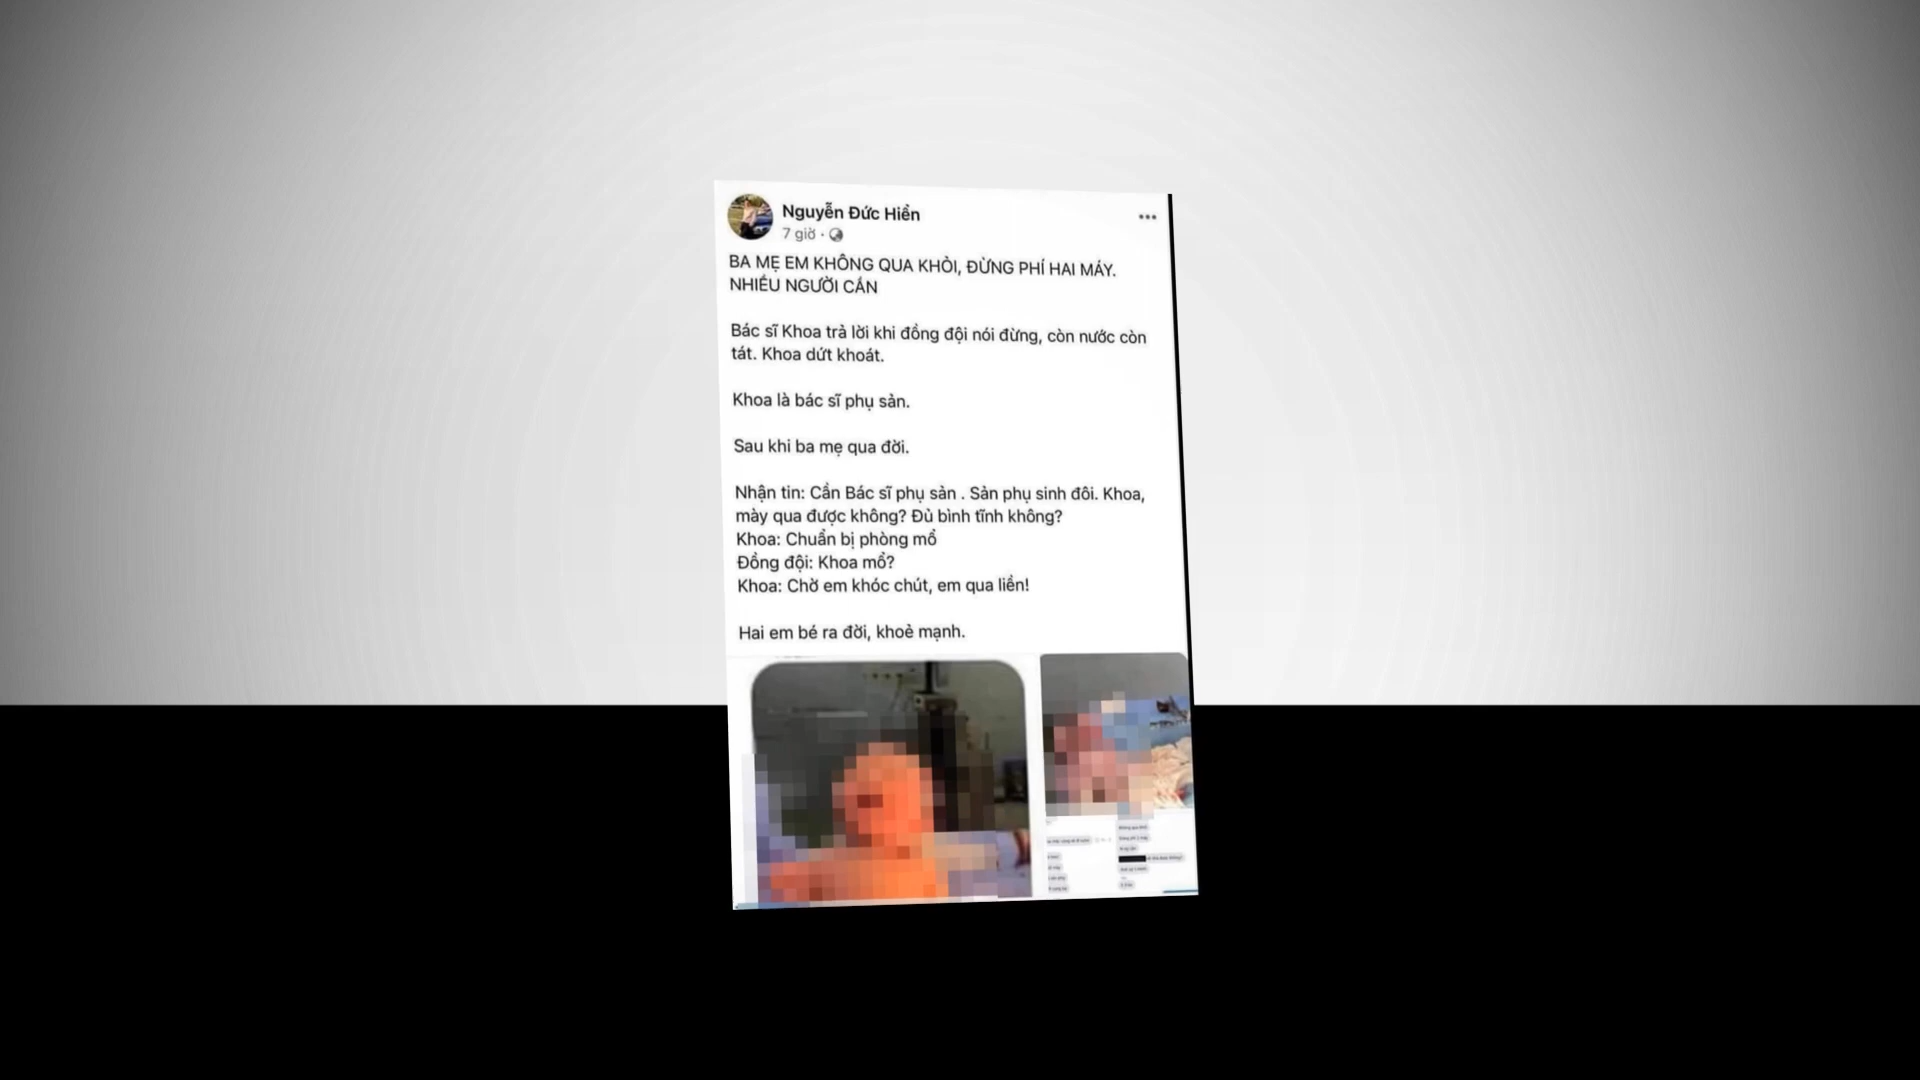 Nguyễn Đức Hiển
7 giờ ·
BA MẸ EM KHÔNG QUA KHỎI, ĐỪNG PHÍ HAI MÁY.
NHIỀU NGƯỜI CẦN
Bác sĩ Khoa trả lời khi đồng đội nói đừng, còn nước còn
tát. Khoa dứt khoát.
Khoa là bác sĩ phụ sản.
Sau khi ba mẹ qua đời.
Nhận tin: Cần Bác sĩ phụ sản . Sản phụ sinh đôi. Khoa,
mày qua được không? Đủ bình tĩnh không?
Khoa: Chuẩn bị phòng mổ
Đồng đội: Khoa mổ?
Khoa: Chờ em khóc chút, em qua liền!
Hai em bé ra đời, khoẻ mạnh.